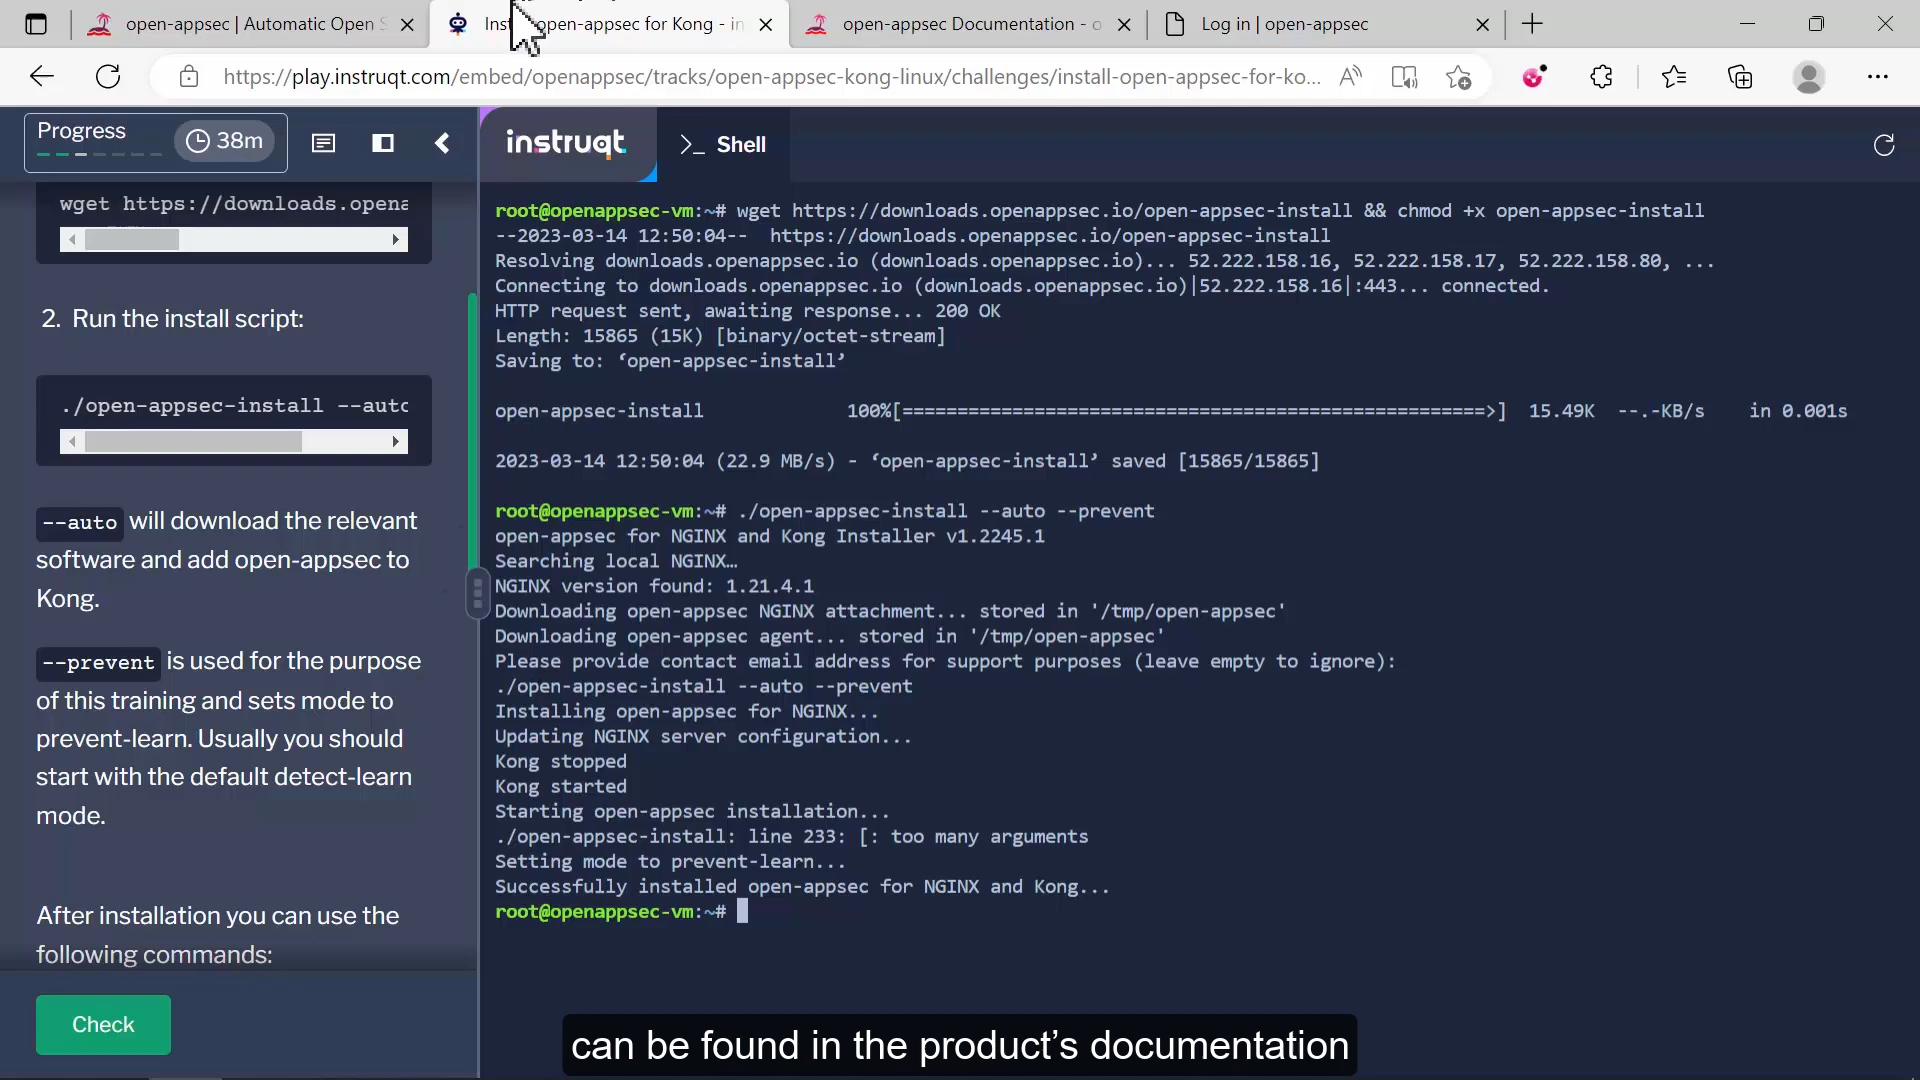 open-appsec | Automatic Open S
Inst open-appsec for Kong - in
open-appsec Documentation - o
Log in | open-appsec
https://play.instruqt.com/embed/openappsec/tracks/open-appsec-kong-linux/challenges/install-open-appsec-for-ko...
Progress
38m
instruqt
>_ Shell
wget https://downloads.opena
2. Run the install script:
./open-appsec-install --auto
--auto will download the relevant
software and add open-appsec to
Kong.
--prevent is used for the purpose
of this training and sets mode to
prevent-learn. Usually you should
start with the default detect-learn
mode.
After installation you can use the
following commands:
Check
root@openappsec-vm:~# wget https://downloads.openappsec.io/open-appsec-install && chmod +x open-appsec-install
--2023-03-14 12:50:04--  https://downloads.openappsec.io/open-appsec-install
Resolving downloads.openappsec.io (downloads.openappsec.io)... 52.222.158.16, 52.222.158.17, 52.222.158.80, ...
Connecting to downloads.openappsec.io (downloads.openappsec.io)|52.222.158.16|:443... connected.
HTTP request sent, awaiting response... 200 OK
Length: 15865 (15K) [binary/octet-stream]
Saving to: ‘open-appsec-install’
open-appsec-install 100%[=====================================================>] 15.49K --.-KB/s in 0.001s
2023-03-14 12:50:04 (22.9 MB/s) - ‘open-appsec-install’ saved [15865/15865]
root@openappsec-vm:~# ./open-appsec-install --auto --prevent
open-appsec for NGINX and Kong Installer v1.2245.1
Searching local NGINX…
NGINX version found: 1.21.4.1
Downloading open-appsec NGINX attachment... stored in '/tmp/open-appsec'
Downloading open-appsec agent... stored in '/tmp/open-appsec'
Please provide contact email address for support purposes (leave empty to ignore):
./open-appsec-install --auto --prevent
Installing open-appsec for NGINX...
Updating NGINX server configuration...
Kong stopped
Kong started
Starting open-appsec installation...
./open-appsec-install: line 233: [: too many arguments
Setting mode to prevent-learn...
Successfully installed open-appsec for NGINX and Kong...
root@openappsec-vm:~#
can be found in the product’s documentation